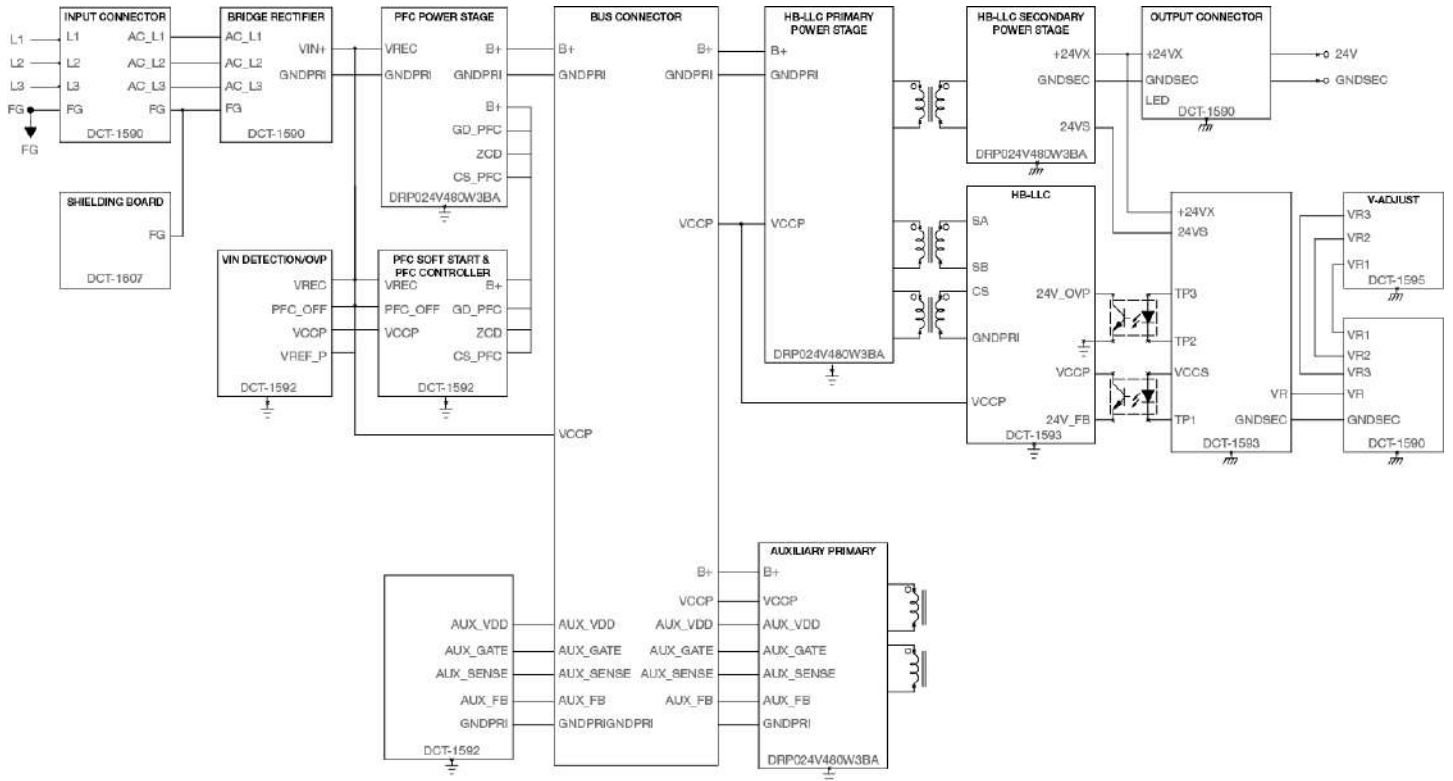 INPUT CONNECTOR
L1
L1
AC_L1
L2
L2
AC_L2
L3
L3
AC_L3
FG
FG
FG
DCT-1590
FG
BRIDGE RECTIFIER
AC_L1
VIN+
AC_L2
AC_L3
GNDPRI
FG
DCT-1590
SHIELDING BOARD
FG
DCT-1607
PFC POWER STAGE
VREC
B+
GNDPRI
GNDPRI
B+
GD_PFC
ZCD
CS_PFC
DRP024V480W3BA
VIN DETECTION/OVP
VREC
PFC_OFF
VCCP
VREF_P
DCT-1592
PFC SOFT START &
PFC CONTROLLER
VREC
B+
PFC_OFF
GD_PFC
VCCP
ZCD
CS_PFC
DCT-1592
BUS CONNECTOR
B+
B+
GNDPRI
GNDPRI
VCCP
VCCP
B+
VCCP
AUX_VDD
AUX_VDD
AUX_GATE
AUX_GATE
AUX_SENSE
AUX_SENSE
AUX_FB
AUX_FB
GNDPRIGNDPRI
AUX_VDD
AUX_GATE
AUX_SENSE
AUX_FB
GNDPRI
DCT-1592
HB-LLC PRIMARY
POWER STAGE
B+
GNDPRI
VCCP
DRP024V480W3BA
AUXILIARY PRIMARY
B+
VCCP
AUX_VDD
AUX_GATE
AUX_SENSE
AUX_FB
GNDPRI
DRP024V480W3BA
HB-LLC SECONDARY
POWER STAGE
+24VX
GNDSEC
24VS
DRP024V480W3BA
HB-LLC
SA
SB
CS
24V_OVP
GNDPRI
VCCP
VCCP
24V_FB
DCT-1593
OUTPUT CONNECTOR
+24VX
GNDSEC
LED
DCT-1590
24V
GNDSEC
+24VX
24VS
TP3
TP2
VCCS
VR
TP1
GNDSEC
DCT-1593
V-ADJUST
VR3
VR2
VR1
DCT-1595
VR1
VR2
VR3
VR
GNDSEC
DCT-1590